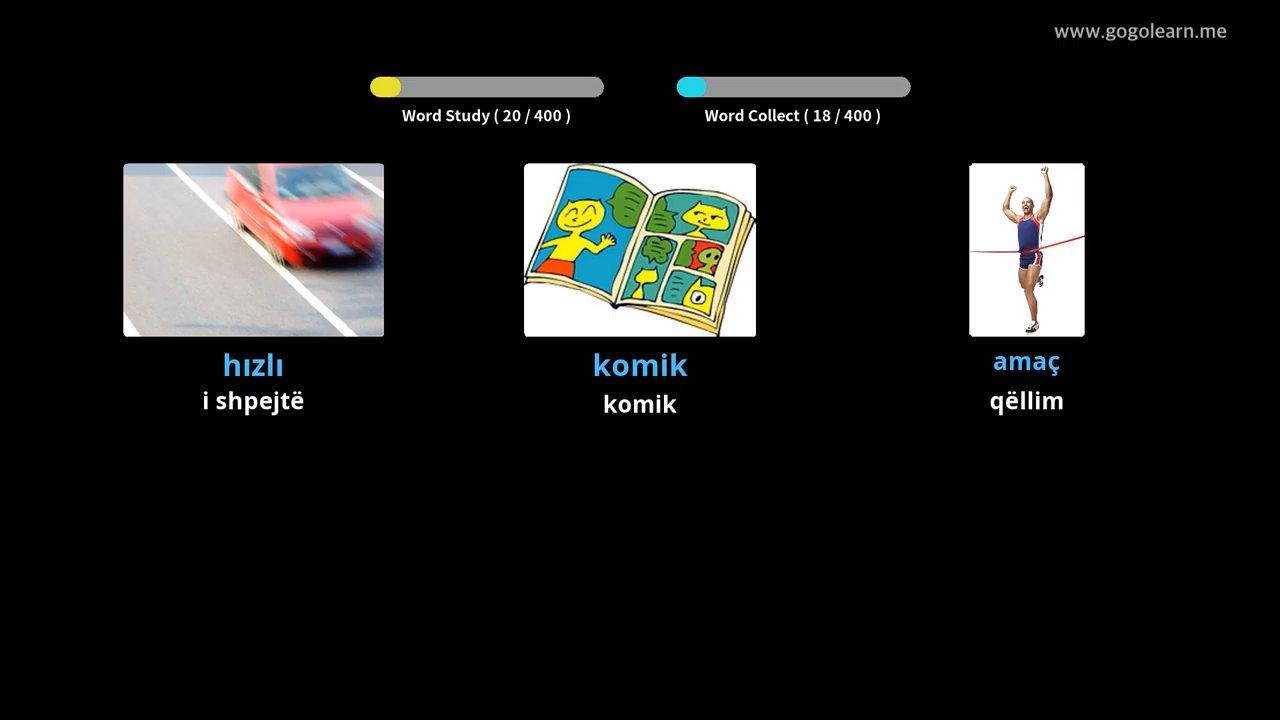 www.gogolearn.me
Word Study ( 20 / 400 )
Word Collect ( 18 / 400 )
hızlı
i shpejtë
komik
komik
amaç
qëllim